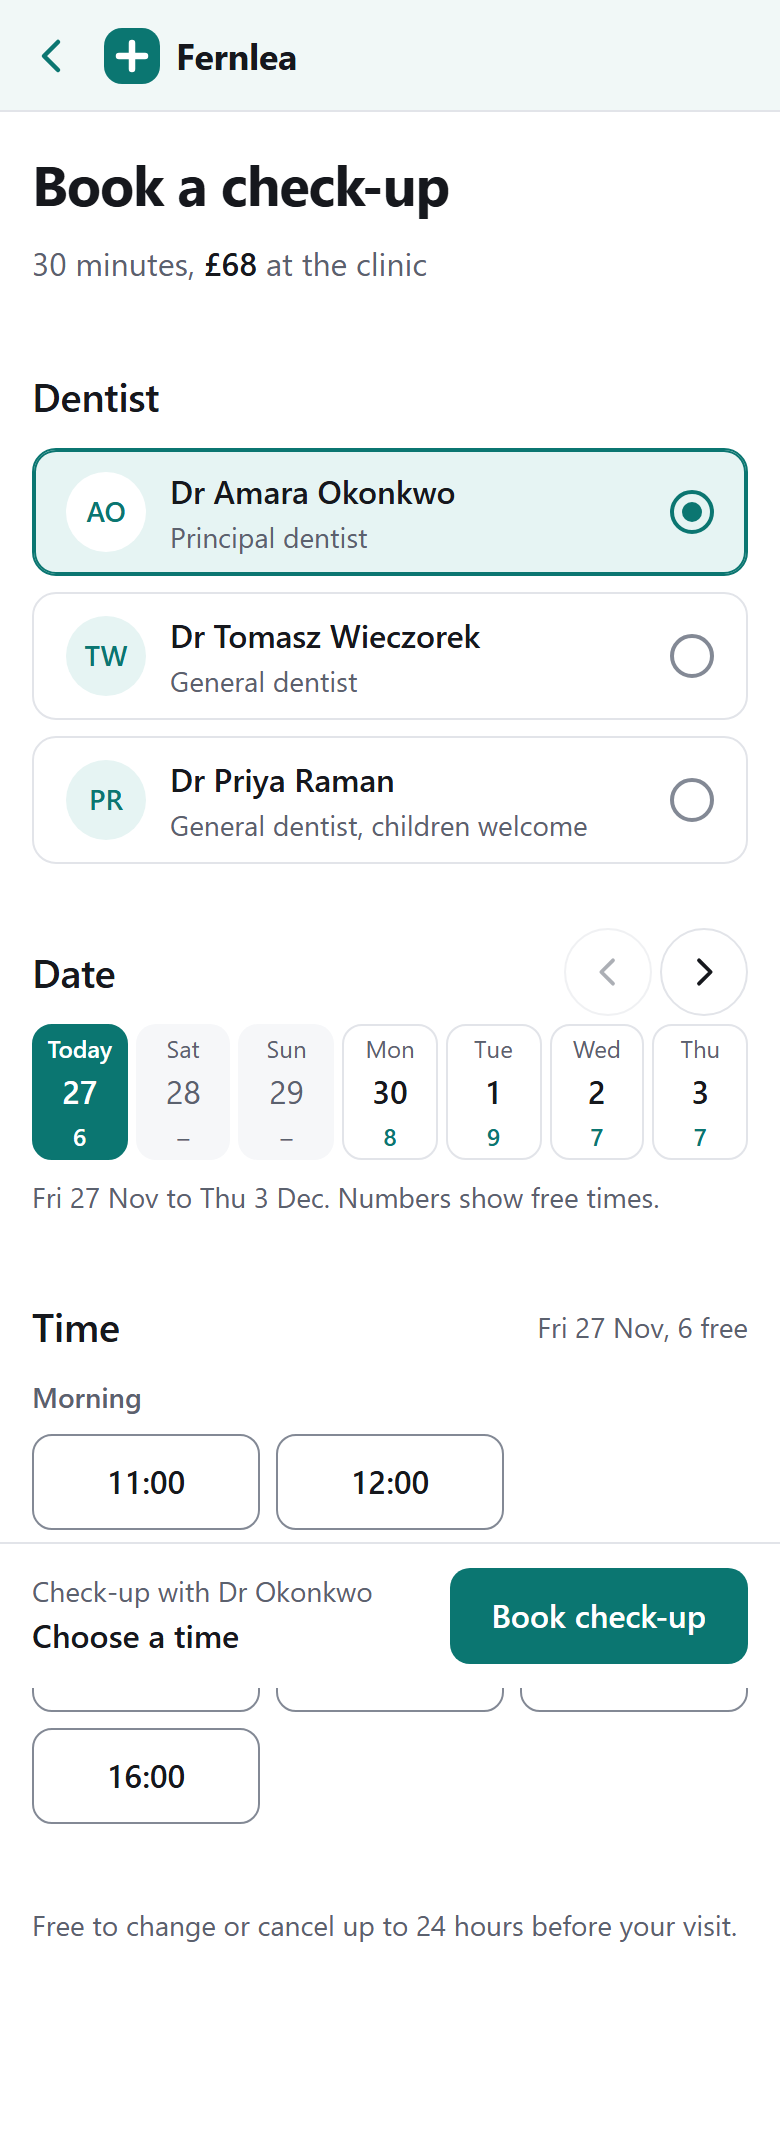 Fernlea
Book a check-up
30 minutes, £68 at the clinic
Dentist
AO
Dr Amara Okonkwo
Principal dentist
TW
Dr Tomasz Wieczorek
General dentist
PR
Dr Priya Raman
General dentist, children welcome
Date
Today Sat Sun Mon Tue Wed Thu
27 28 29 30 1 2 3
6 – – 8 9 7 7
Fri 27 Nov to Thu 3 Dec. Numbers show free times.
Time
Fri 27 Nov, 6 free
Morning
11:00 12:00
Check-up with Dr Okonkwo
Choose a time
Book check-up
16:00
Free to change or cancel up to 24 hours before your visit.